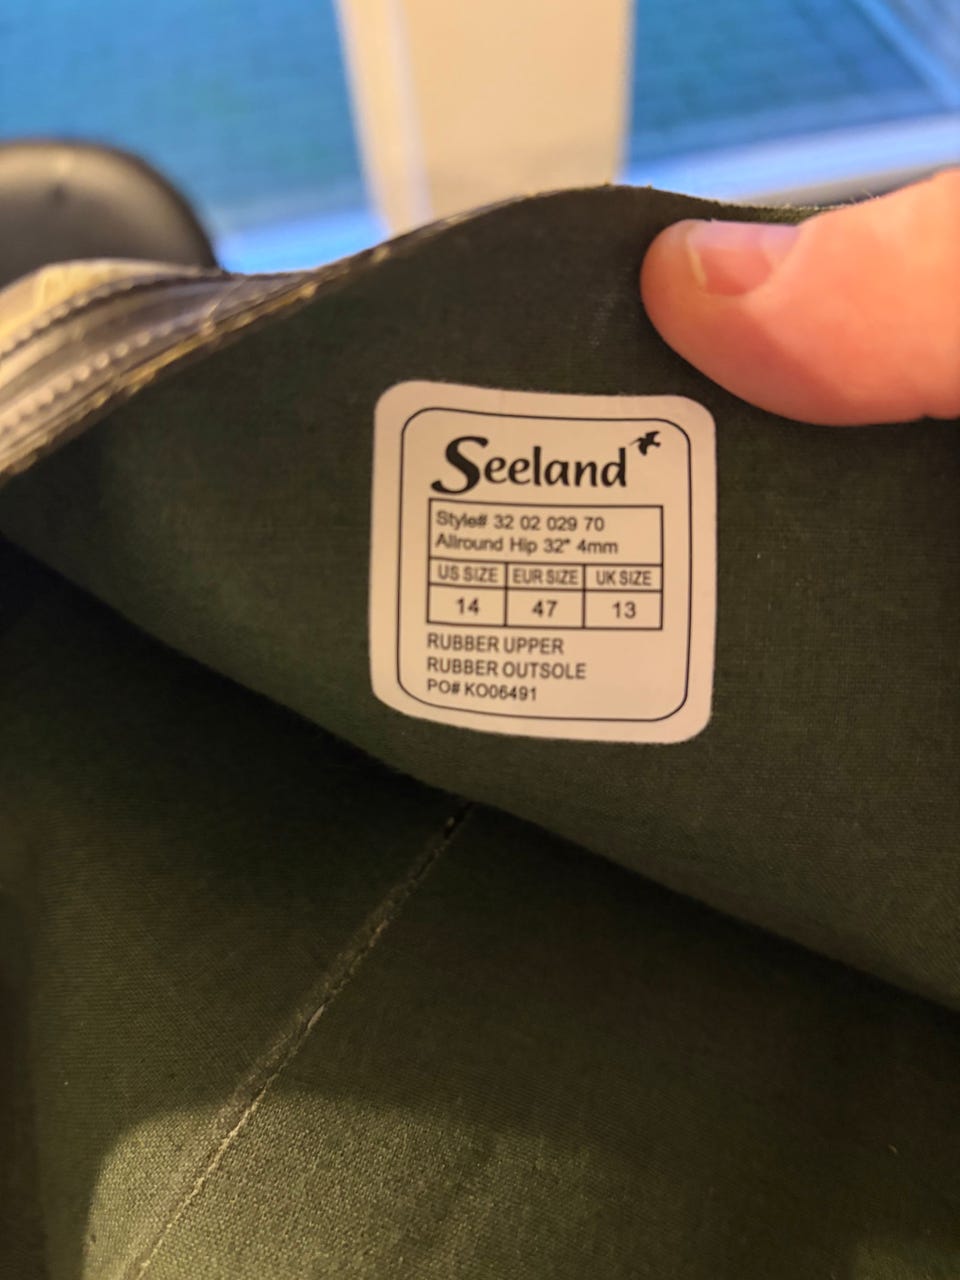 Seeland
Style# 32 02 029 70
Allround Hip 32" 4mm
US SIZE EUR SIZE UK SIZE
14 47 13
RUBBER UPPER
RUBBER OUTSOLE
PO# KO06491